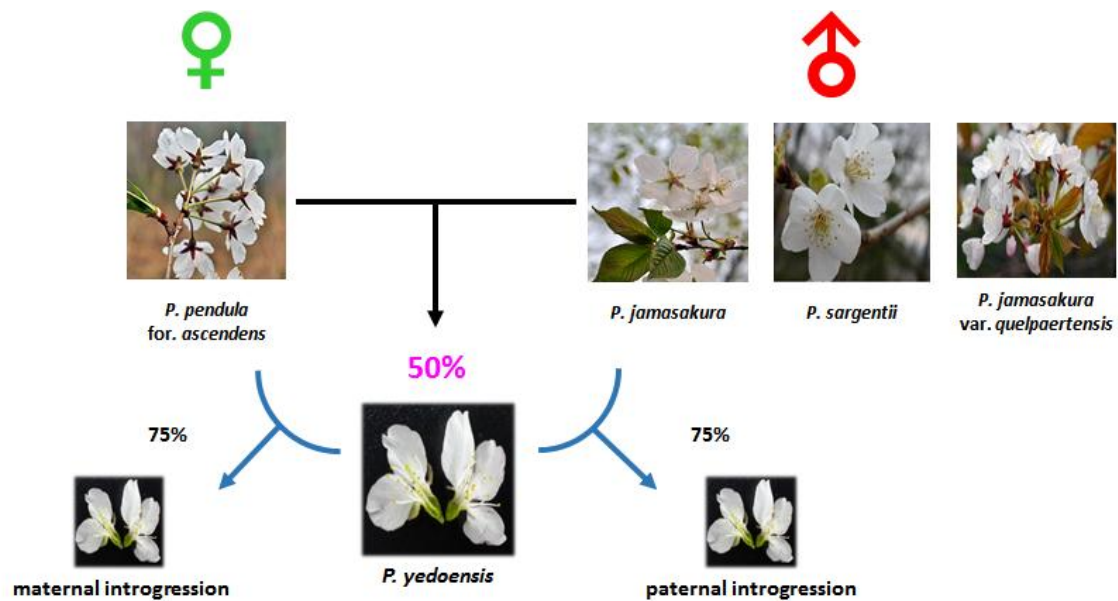 P. pendula
for. ascendens
P. jamasakura
P. sargentii
P. jamasakura
var. quelpaertensis
50%
75%
75%
P. yedoensis
maternal introgression
paternal introgression